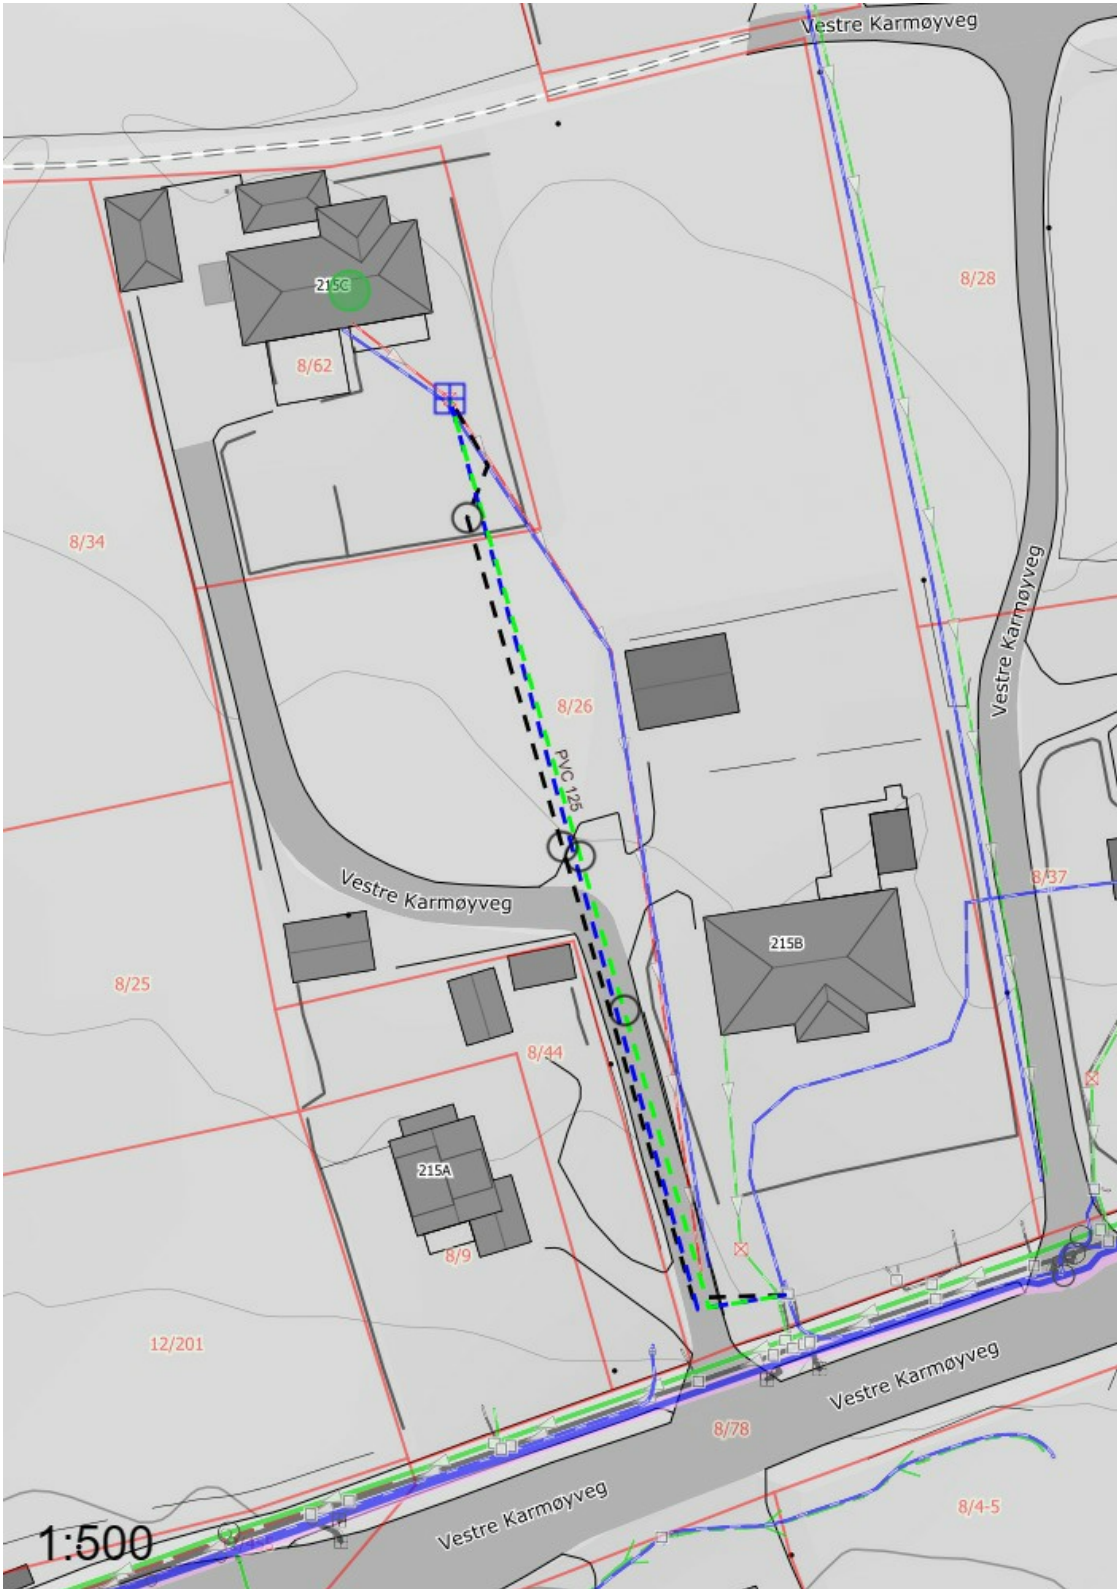 Vestre Karmøyveg
8/28
215C
8/62
8/34
Vestre Karmøyveg
8/26
PVC 125
8/37
Vestre Karmøyveg
215B
8/25
8/44
215A
8/9
12/201
Vestre Karmøyveg
8/78
Vestre Karmøyveg
8/4-5
1:500